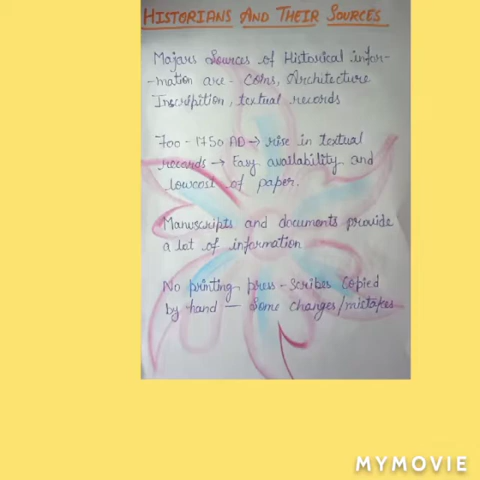 HISTORIANS AND THEIR SOURCES
Majors Sources of Historical infor-
-mation are - Coins, Architecture
Inscription, textual records
700 - 1750 AD → rise in textual
records → Easy availability and
lowcost of paper.
Manuscripts and documents provide
a lot of information
No printing press - scribes copied
by hand — Some changes/mistakes
MYMOVIE